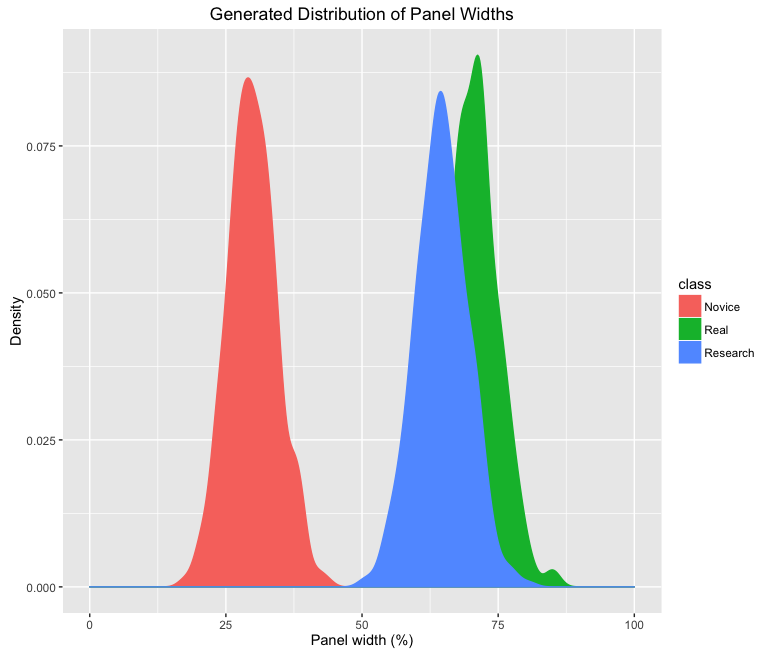 Generated Distribution of Panel Widths
0.075
0.050
0.025
0.000
Density
0 25 50 75 100
Panel width (%)
class
Novice
Real
Research